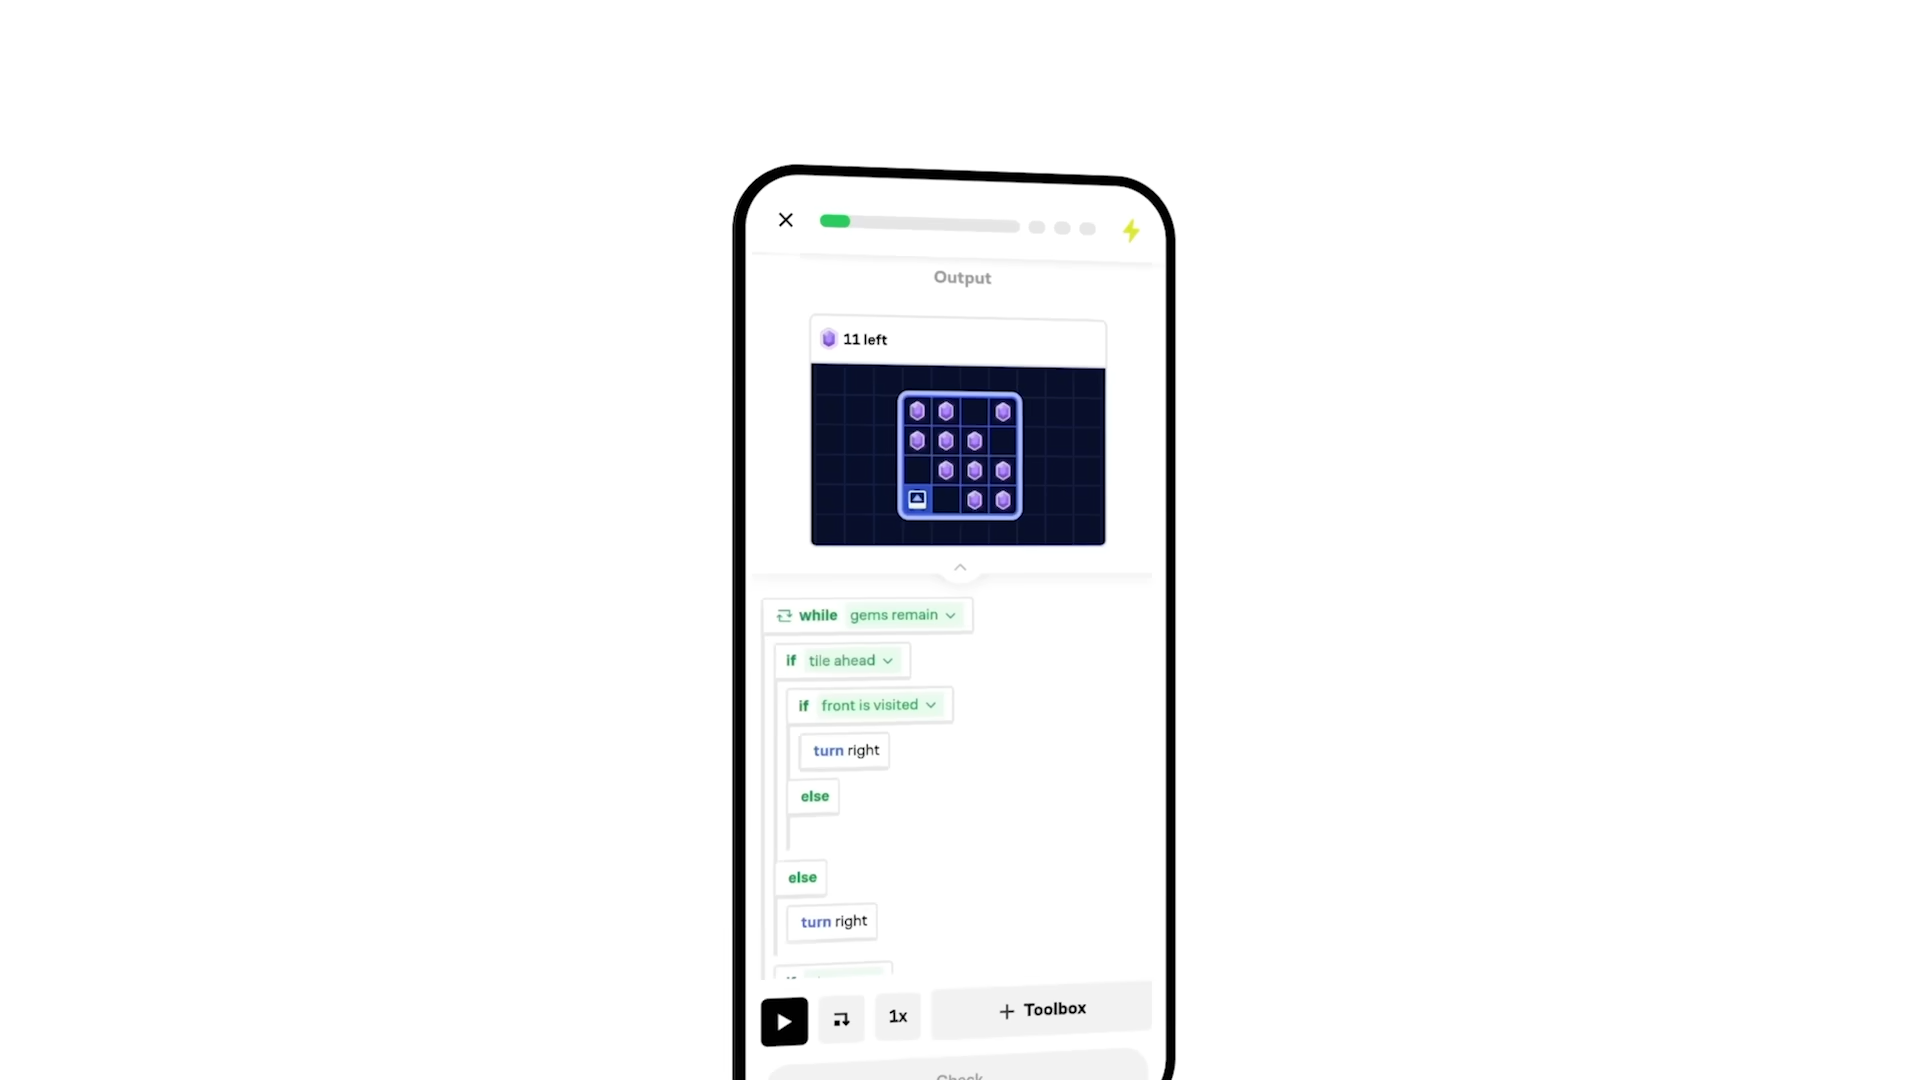 Output
11 left
while gems remain
if tile ahead
if front is visited
turn right
else
else
turn right
1x
+ Toolbox
Check